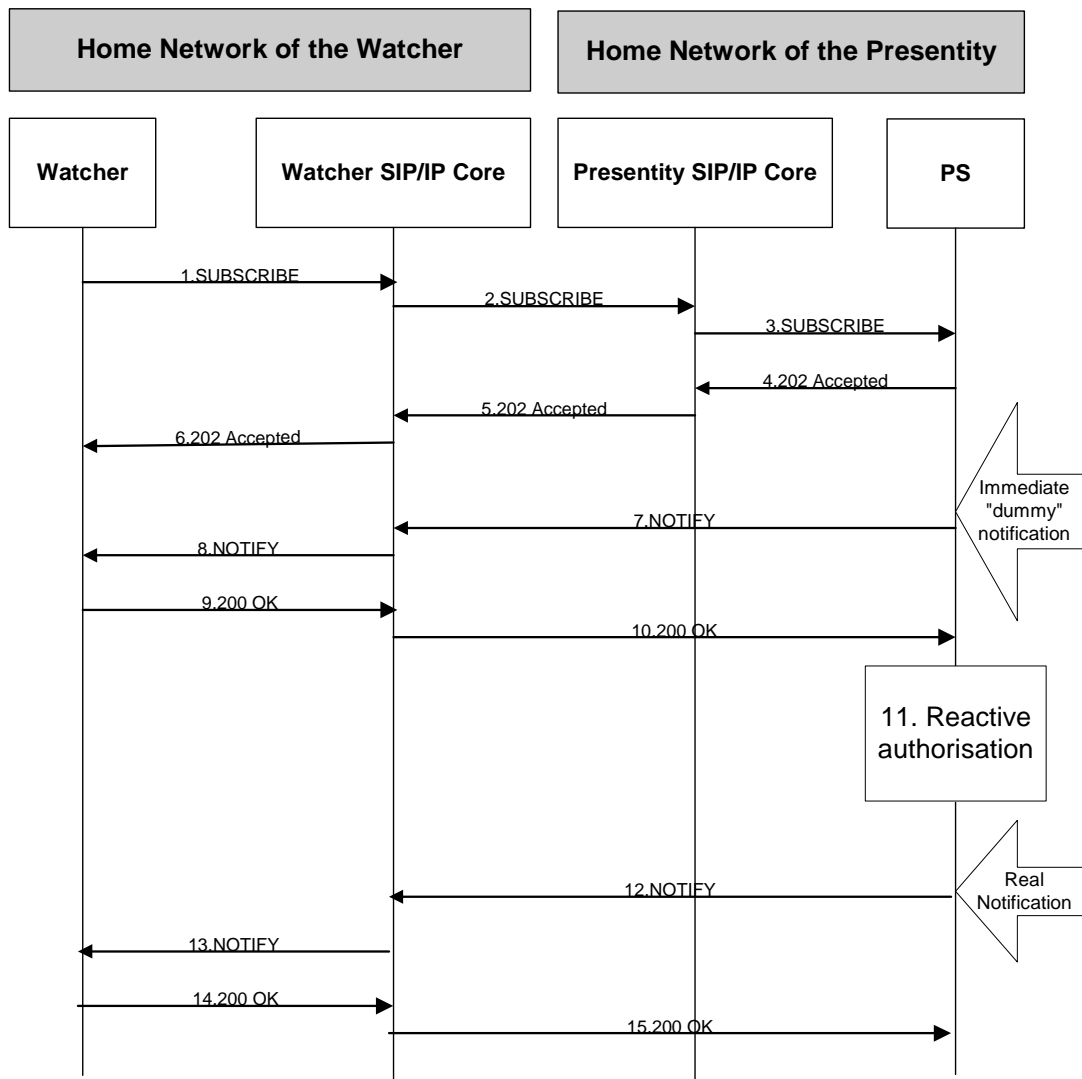 Home Network of the Watcher
Home Network of the Presentity
Watcher
Watcher SIP/IP Core
Presentity SIP/IP Core
PS
1.SUBSCRIBE
2.SUBSCRIBE
3.SUBSCRIBE
4.202 Accepted
5.202 Accepted
6.202 Accepted
Immediate
"dummy"
notification
7.NOTIFY
8.NOTIFY
9.200 OK
10.200 OK
11. Reactive
authorisation
Real
Notification
12.NOTIFY
13.NOTIFY
14.200 OK
15.200 OK